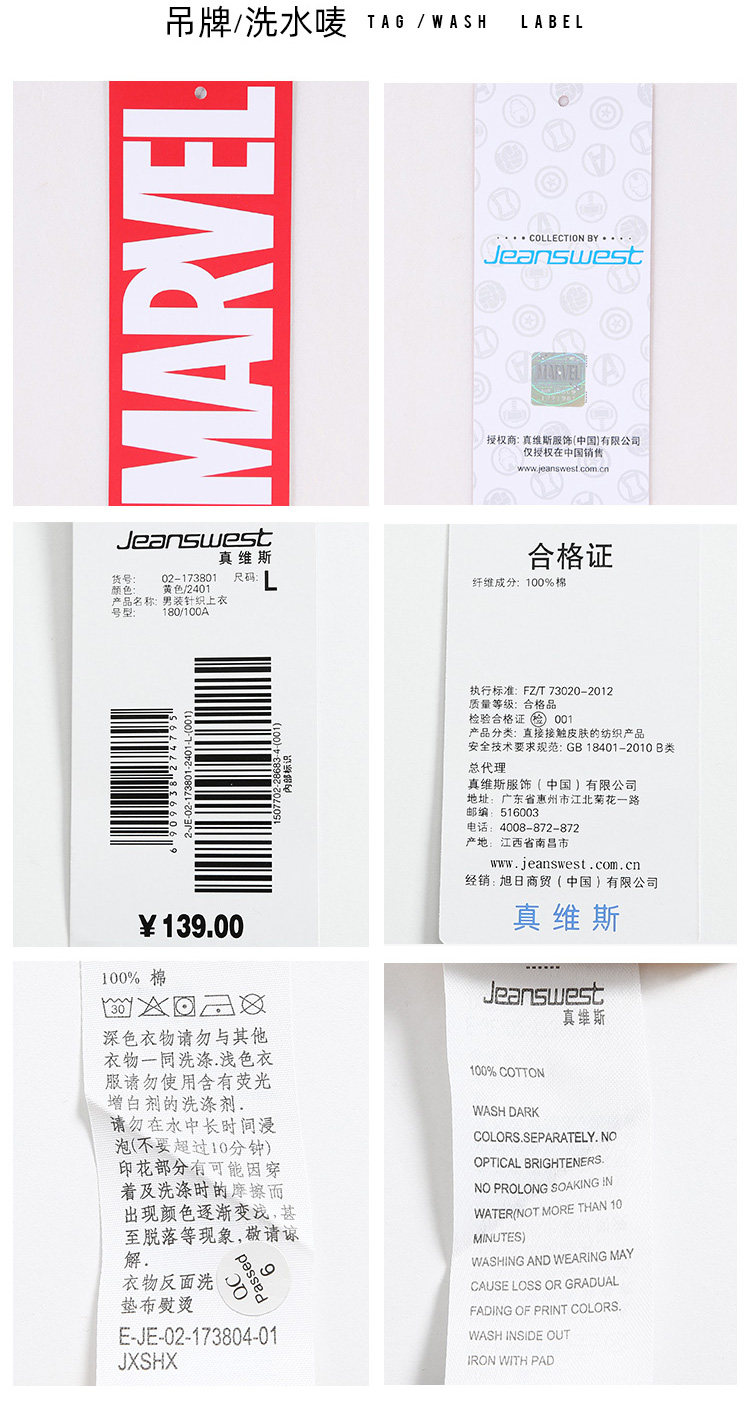 吊牌/洗水唛 TAG / WASH LABEL
MARVEL
• • • • COLLECTION BY • • • •
Jeanswest
MARVEL
授权商: 真维斯服饰(中国)有限公司
仅授权在中国销售
www.jeanswest.com.cn
Jeanswest
真维斯
货号: 02-173801 尺码: L
颜色: 黄色/2401
产品名称: 男装针织上衣
号型: 180/100A
6 909938 274795
2-JE-02-173801-2401-L-(001)
1507702-28683-4-(001)
内部标识
¥139.00
合格证
纤维成分: 100%棉
执行标准: FZ/T 73020-2012
质量等级: 合格品
检验合格证 检 001
产品分类: 直接接触皮肤的纺织产品
安全技术要求规范: GB 18401-2010 B类
总代理
真维斯服饰(中国)有限公司
地址: 广东省惠州市江北菊花一路
邮编: 516003
电话: 4008-872-872
产地: 江西省南昌市
www.jeanswest.com.cn
经销: 旭日商贸(中国)有限公司
真维斯
100% 棉
30
深色衣物请勿与其他
衣物一同洗涤.浅色衣
服请勿使用含有荧光
增白剂的洗涤剂.
请勿在水中长时间浸
泡(不要超过10分钟)
印花部分有可能因穿
着及洗涤时的摩擦而
出现颜色逐渐变浅,甚
至脱落等现象,敬请谅
解.
衣物反面洗
垫布熨烫
QC
Passed
6
E-JE-02-173804-01
JXSHX
Jeanswest
真维斯
100% COTTON
WASH DARK
COLORS.SEPARATELY. NO
OPTICAL BRIGHTENERS.
NO PROLONG SOAKING IN
WATER(NOT MORE THAN 10
MINUTES)
WASHING AND WEARING MAY
CAUSE LOSS OR GRADUAL
FADING OF PRINT COLORS.
WASH INSIDE OUT
IRON WITH PAD